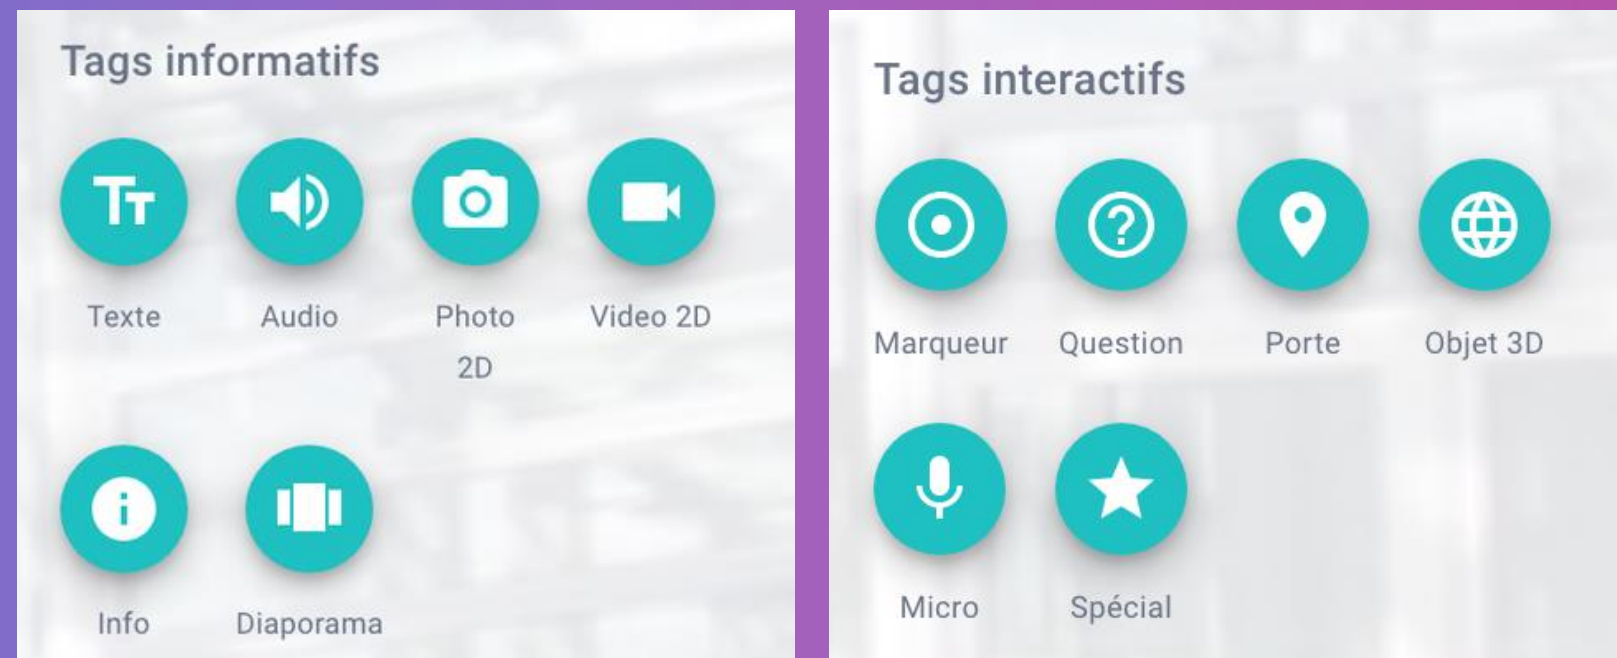 Tags informatifs
Texte
Audio
Photo
2D
Video 2D
Info
Diaporama
Tags interactifs
Marqueur
Question
Porte
Objet 3D
Micro
Spécial